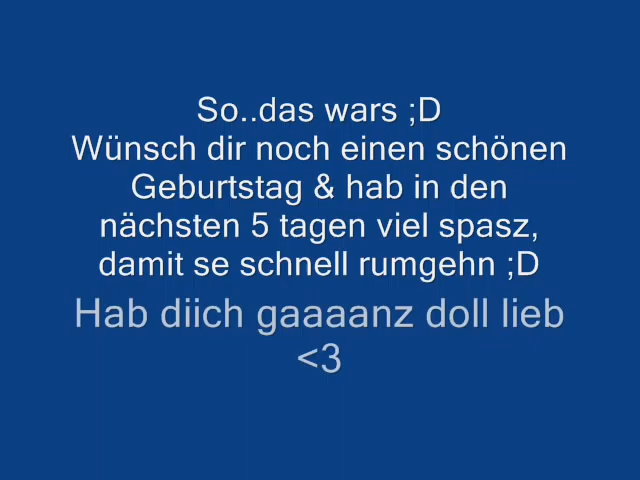 So..das wars ;D
Wünsch dir noch einen schönen
Geburtstag & hab in den
nächsten 5 tagen viel spasz,
damit se schnell rumgehn ;D
Hab diich gaaaanz doll lieb
<3